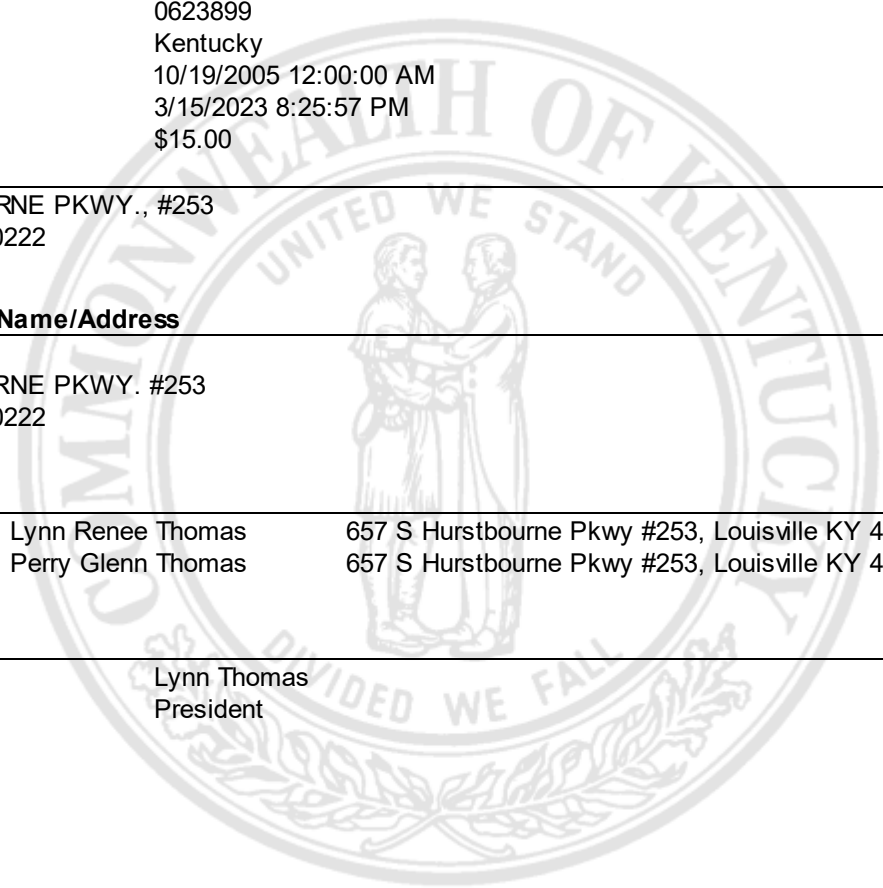 0623899
Kentucky
10/19/2005 12:00:00 AM
3/15/2023 8:25:57 PM
$15.00
RNE PKWY., #253
0222
Name/Address
RNE PKWY. #253
0222
Lynn Renee Thomas 657 S Hurstbourne Pkwy #253, Louisville KY 4
Perry Glenn Thomas 657 S Hurstbourne Pkwy #253, Louisville KY 4
Lynn Thomas
President
COMMONWEALTH OF KENTUCKY
UNITED WE STAND
DIVIDED WE FALL